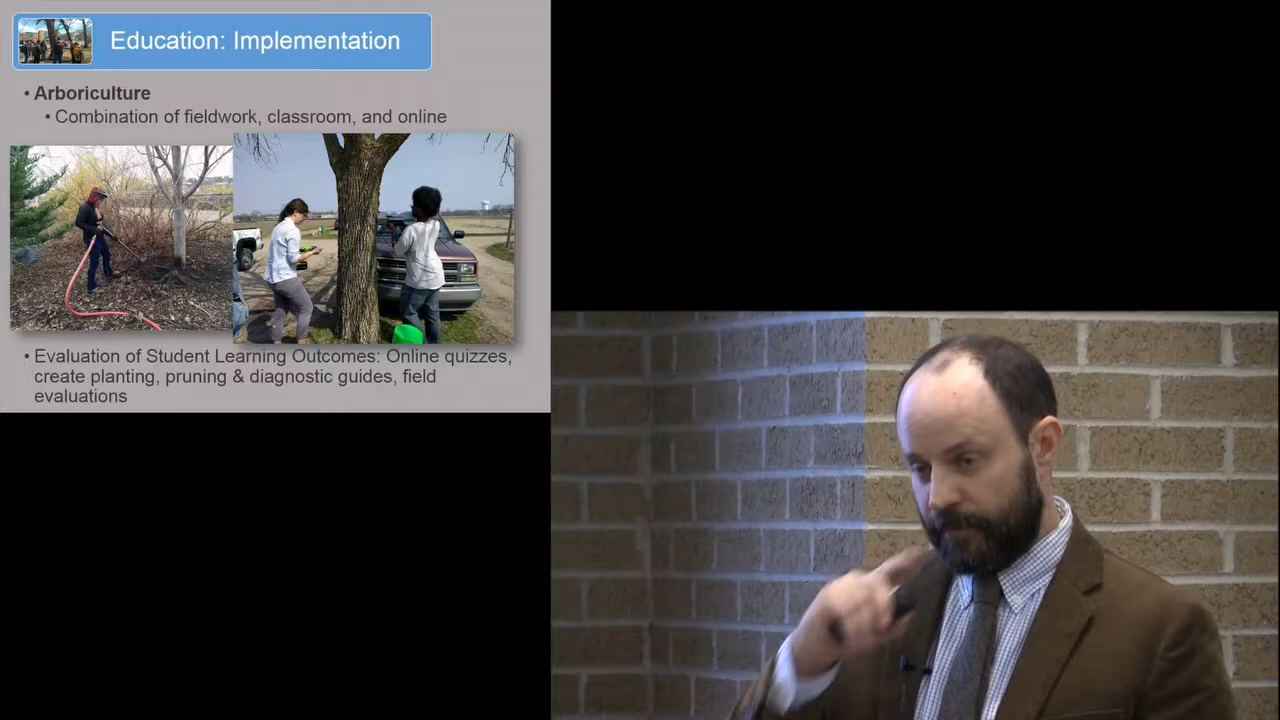 Education: Implementation
• Arboriculture
• Combination of fieldwork, classroom, and online
• Evaluation of Student Learning Outcomes: Online quizzes,
create planting, pruning & diagnostic guides, field
evaluations